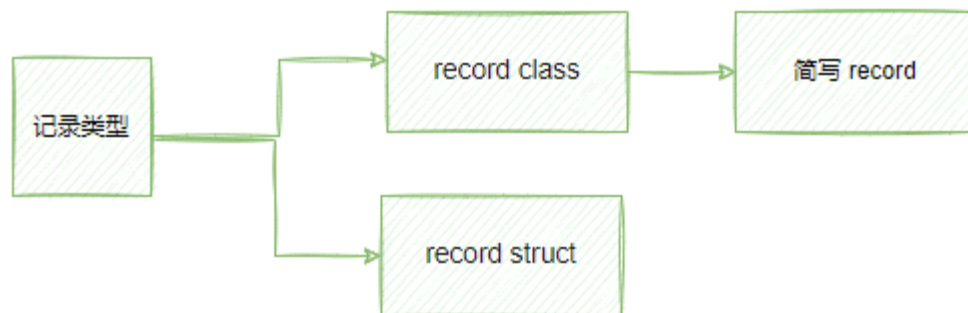 记录类型
record class
简写 record
record struct